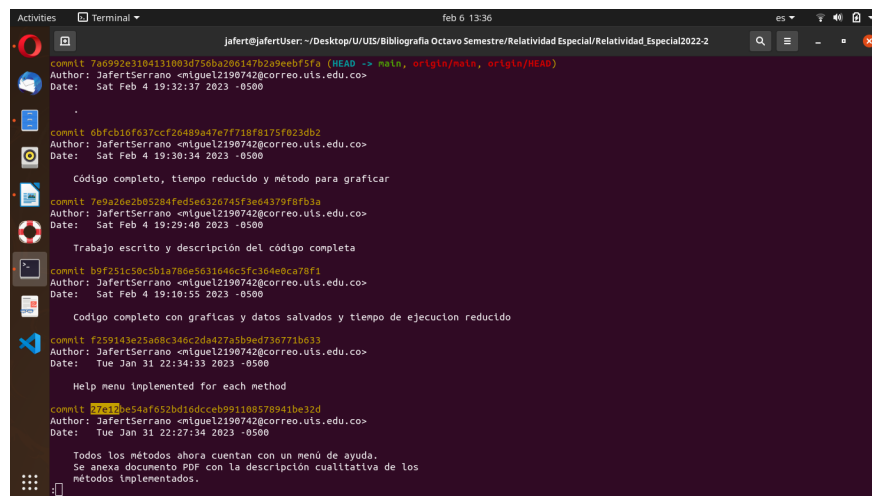 Activities
Terminal
feb 6 13:36
es
jafert@jafertUser: ~/Desktop/U/UIS/Bibliografia Octavo Semestre/Relatividad Especial/Relatividad_Especial2022-2
commit 7a6992e3104131003d756ba206147b2a9eebf5fa (HEAD -> main, origin/main, origin/HEAD)
Author: JafertSerrano <miguel2190742@correo.uis.edu.co>
Date:   Sat Feb 4 19:32:37 2023 -0500
.
commit 6bfcb16f637ccf26489a47e7f718f8175f023db2
Author: JafertSerrano <miguel2190742@correo.uis.edu.co>
Date:   Sat Feb 4 19:30:34 2023 -0500
Código completo, tiempo reducido y método para graficar
commit 7e9a26e2b05284fed5e6326745f3e64379f8fb3a
Author: JafertSerrano <miguel2190742@correo.uis.edu.co>
Date:   Sat Feb 4 19:29:40 2023 -0500
Trabajo escrito y descripción del código completa
commit b9f251c50c5b1a786e5631646c5fc364e0ca78f1
Author: JafertSerrano <miguel2190742@correo.uis.edu.co>
Date:   Sat Feb 4 19:10:55 2023 -0500
Codigo completo con graficas y datos salvados y tiempo de ejecucion reducido
commit f259143e25a68c346c2da427a5b9ed736771b633
Author: JafertSerrano <miguel2190742@correo.uis.edu.co>
Date:   Tue Jan 31 22:34:33 2023 -0500
Help menu implemented for each method
commit 27e12be54af652bd16dcceb991108578941be32d
Author: JafertSerrano <miguel2190742@correo.uis.edu.co>
Date:   Tue Jan 31 22:27:34 2023 -0500
Todos los métodos ahora cuentan con un menú de ayuda.
Se anexa documento PDF con la descripción cualitativa de los
métodos implementados.
: